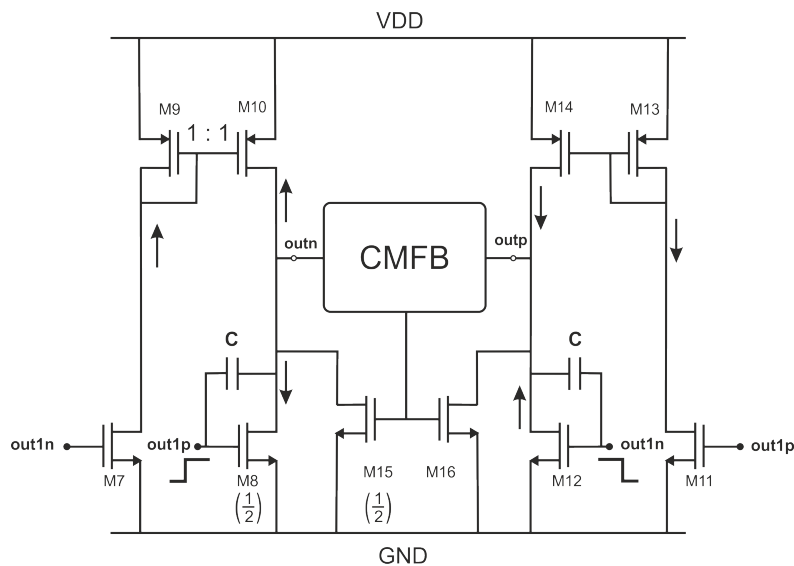 VDD
M9
M10
M14
M13
1 : 1
outn
CMFB
outp
C
C
out1n
out1p
out1n
out1p
M7
M8
M15
M16
M12
M11
(1/2)
(1/2)
GND